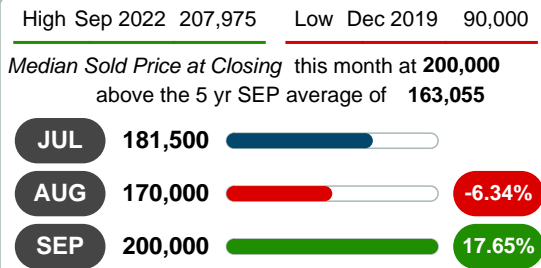 High Sep 2022 207,975 Low Dec 2019 90,000
Median Sold Price at Closing this month at 200,000
above the 5 yr SEP average of 163,055
JUL 181,500
AUG 170,000 -6.34%
SEP 200,000 17.65%